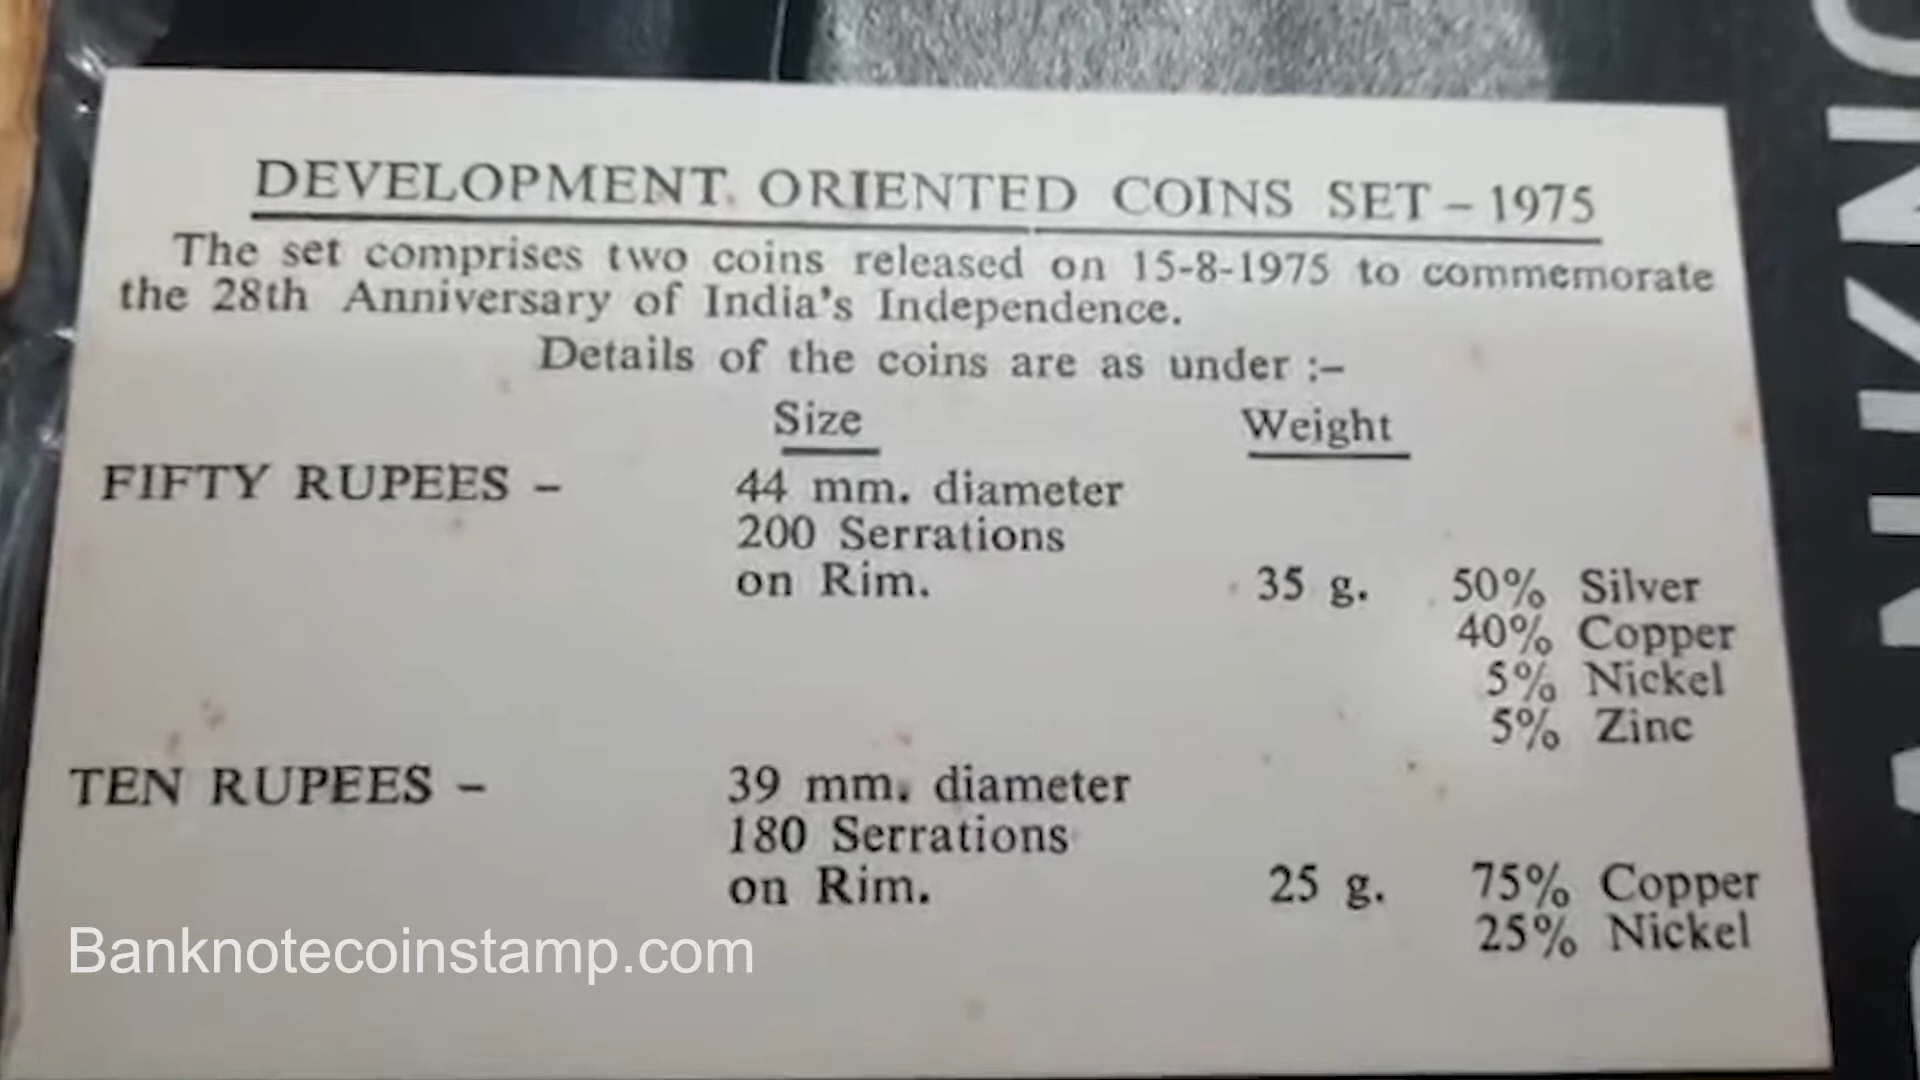 DEVELOPMENT ORIENTED COINS SET – 1975
The set comprises two coins released on 15-8-1975 to commemorate
the 28th Anniversary of India's Independence.
Details of the coins are as under :–
Size Weight
FIFTY RUPEES – 44 mm. diameter
200 Serrations
on Rim. 35 g. 50% Silver
40% Copper
5% Nickel
5% Zinc
TEN RUPEES – 39 mm. diameter
180 Serrations
on Rim. 25 g. 75% Copper
25% Nickel
Banknotecoinstamp.com